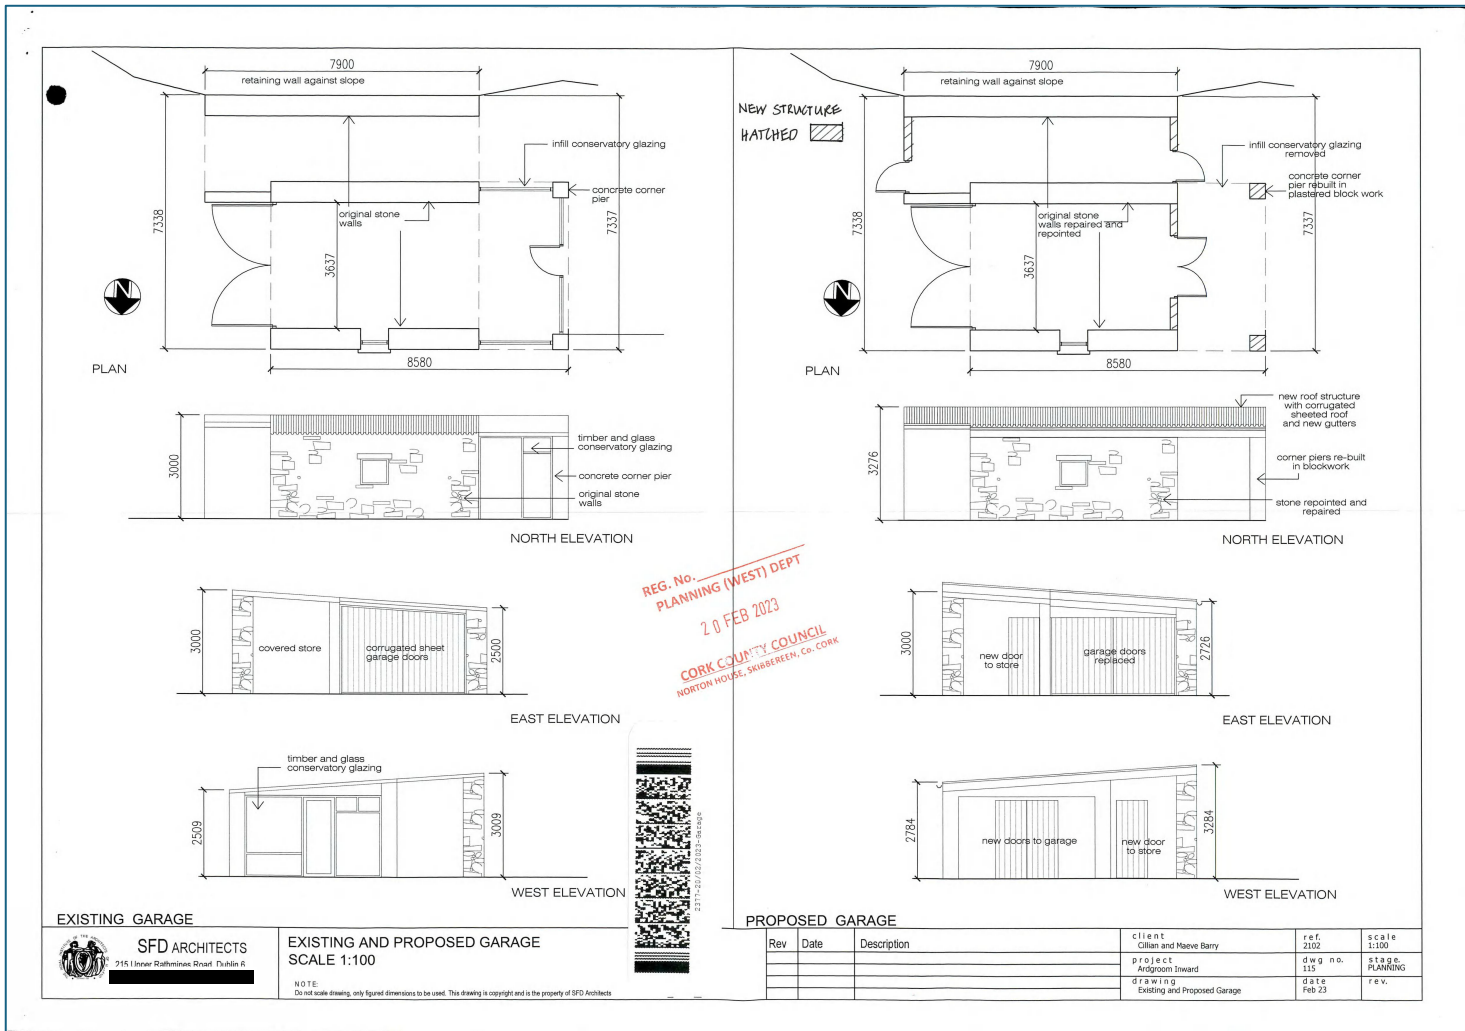 7900
retaining wall against slope
infill conservatory glazing
concrete corner
pier
original stone
walls
7338
3637
7337
N
8580
PLAN
3000
timber and glass
conservatory glazing
concrete corner pier
original stone
walls
NORTH ELEVATION
3000
covered store
corrugated sheet
garage doors
2500
EAST ELEVATION
timber and glass
conservatory glazing
2509
3009
WEST ELEVATION
EXISTING GARAGE
7900
retaining wall against slope
NEW STRUCTURE
HATCHED
infill conservatory glazing
removed
concrete corner
pier rebuilt in
plastered block work
original stone
walls repaired and
repointed
7338
3637
7337
N
8580
PLAN
new roof structure
with corrugated
sheeted roof
and new gutters
3276
corner piers re-built
in blockwork
stone repointed and
repaired
NORTH ELEVATION
3000
new door
to store
garage doors
replaced
2726
EAST ELEVATION
2784
new doors to garage
new door
to store
3284
WEST ELEVATION
PROPOSED GARAGE
REG. No.
PLANNING (WEST) DEPT
20 FEB 2023
CORK COUNTY COUNCIL
NORTON HOUSE, SKIBBEREEN, Co. CORK
2377-20/02/2023-Garage
SFD ARCHITECTS
215 Upper Rathmines Road, Dublin 6
EXISTING AND PROPOSED GARAGE
SCALE 1:100
NOTE:
Do not scale drawing, only figured dimensions to be used. This drawing is copyright and is the property of SFD Architects
Rev Date Description
client
Cillian and Maeve Barry
ref.
2102
scale
1:100
project
Ardgroom Inward
dwg no.
115
stage.
PLANNING
drawing
Existing and Proposed Garage
date
Feb 23
rev.